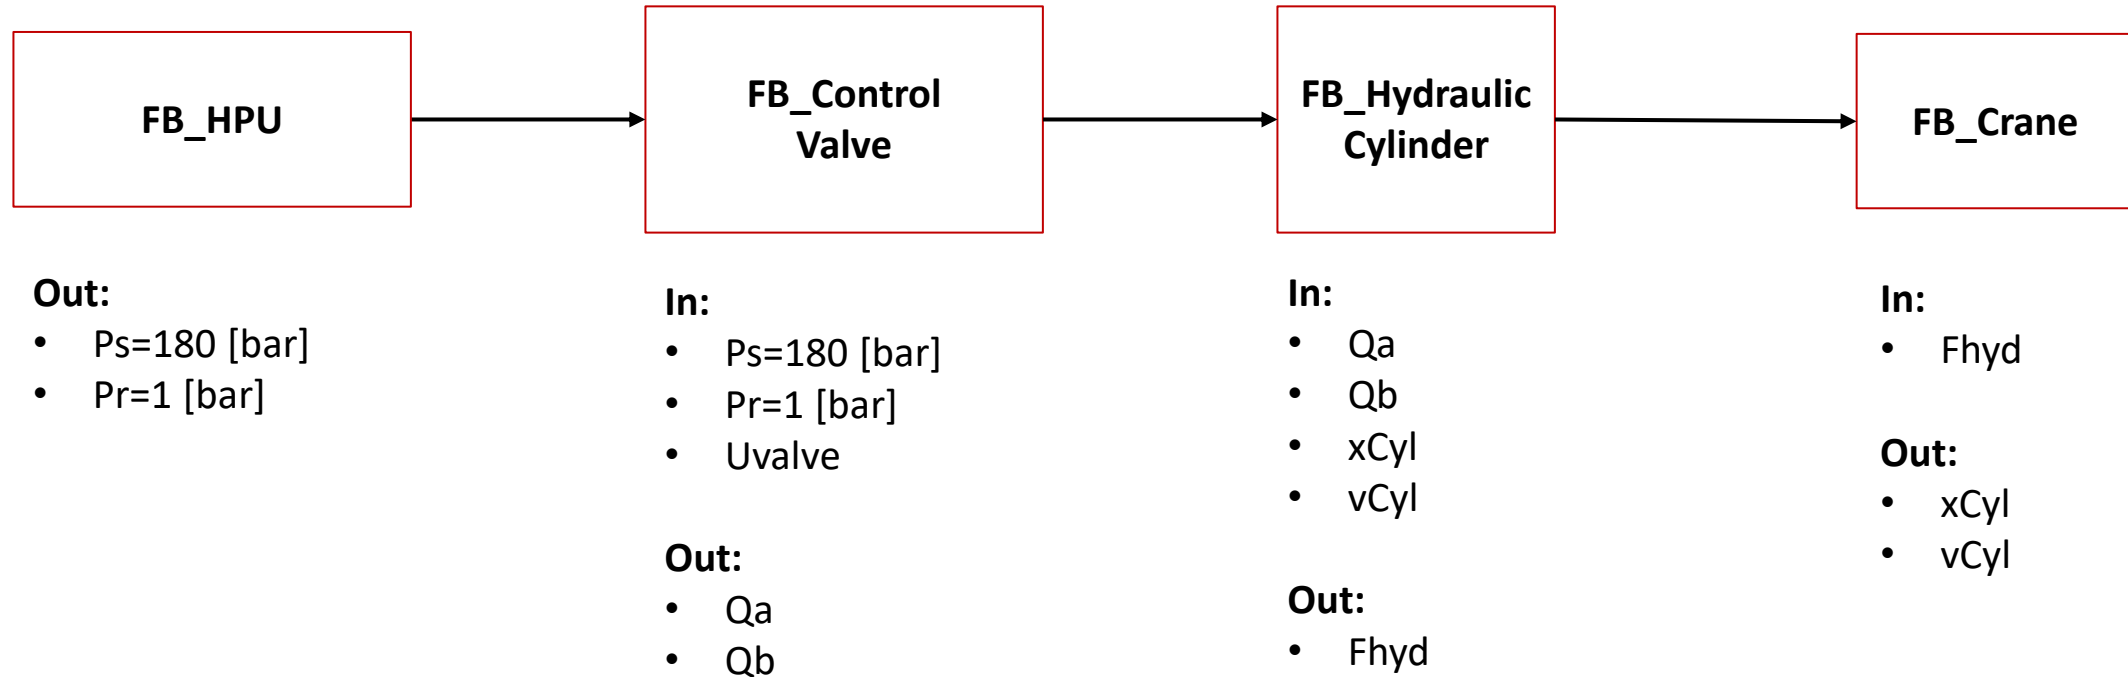 FB_HPU
FB_Control
Valve
FB_Hydraulic
Cylinder
FB_Crane
Out:
• Ps=180 [bar]
• Pr=1 [bar]
In:
• Ps=180 [bar]
• Pr=1 [bar]
• Uvalve
Out:
• Qa
• Qb
In:
• Qa
• Qb
• xCyl
• vCyl
Out:
• Fhyd
In:
• Fhyd
Out:
• xCyl
• vCyl